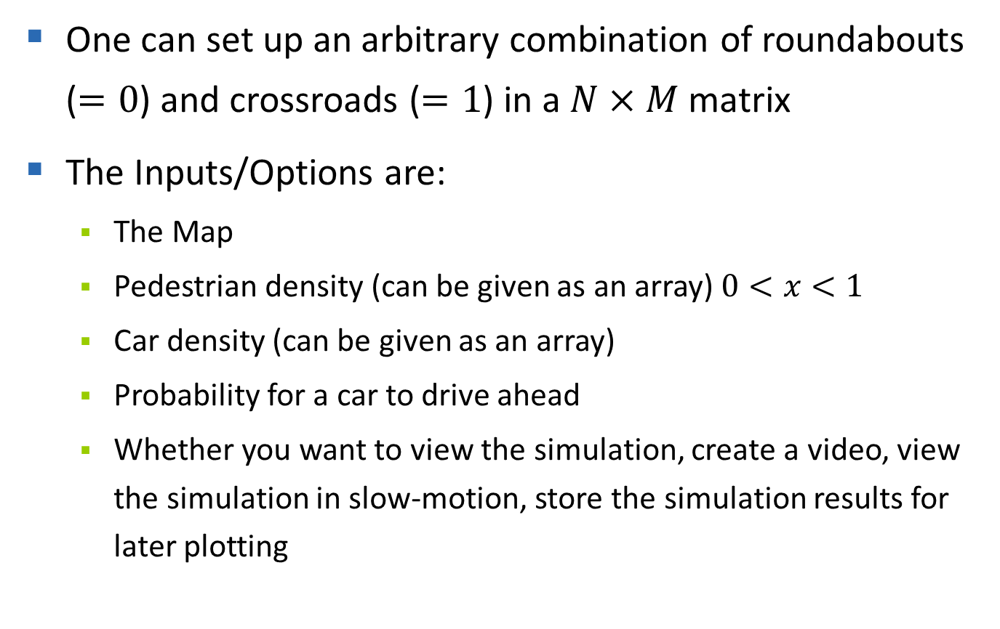 ▪ One can set up an arbitrary combination of roundabouts
(= 0) and crossroads (= 1) in a N × M matrix
▪ The Inputs/Options are:
▪ The Map
▪ Pedestrian density (can be given as an array) 0 < x < 1
▪ Car density (can be given as an array)
▪ Probability for a car to drive ahead
▪ Whether you want to view the simulation, create a video, view
the simulation in slow-motion, store the simulation results for
later plotting